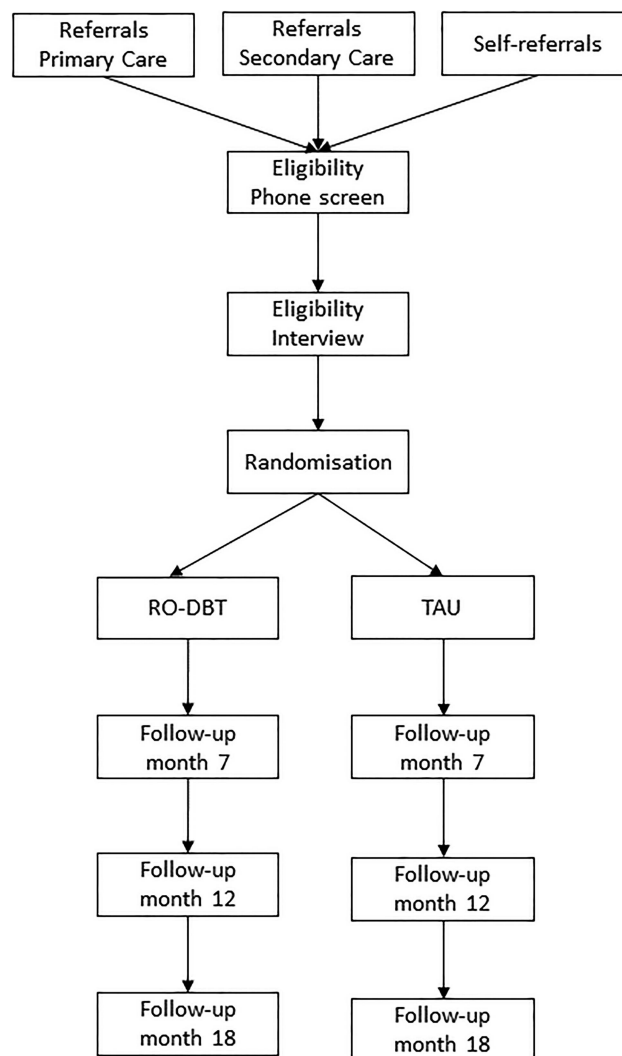 Referrals
Primary Care
Referrals
Secondary Care
Self-referrals
Eligibility
Phone screen
Eligibility
Interview
Randomisation
RO-DBT
TAU
Follow-up
month 7
Follow-up
month 7
Follow-up
month 12
Follow-up
month 12
Follow-up
month 18
Follow-up
month 18